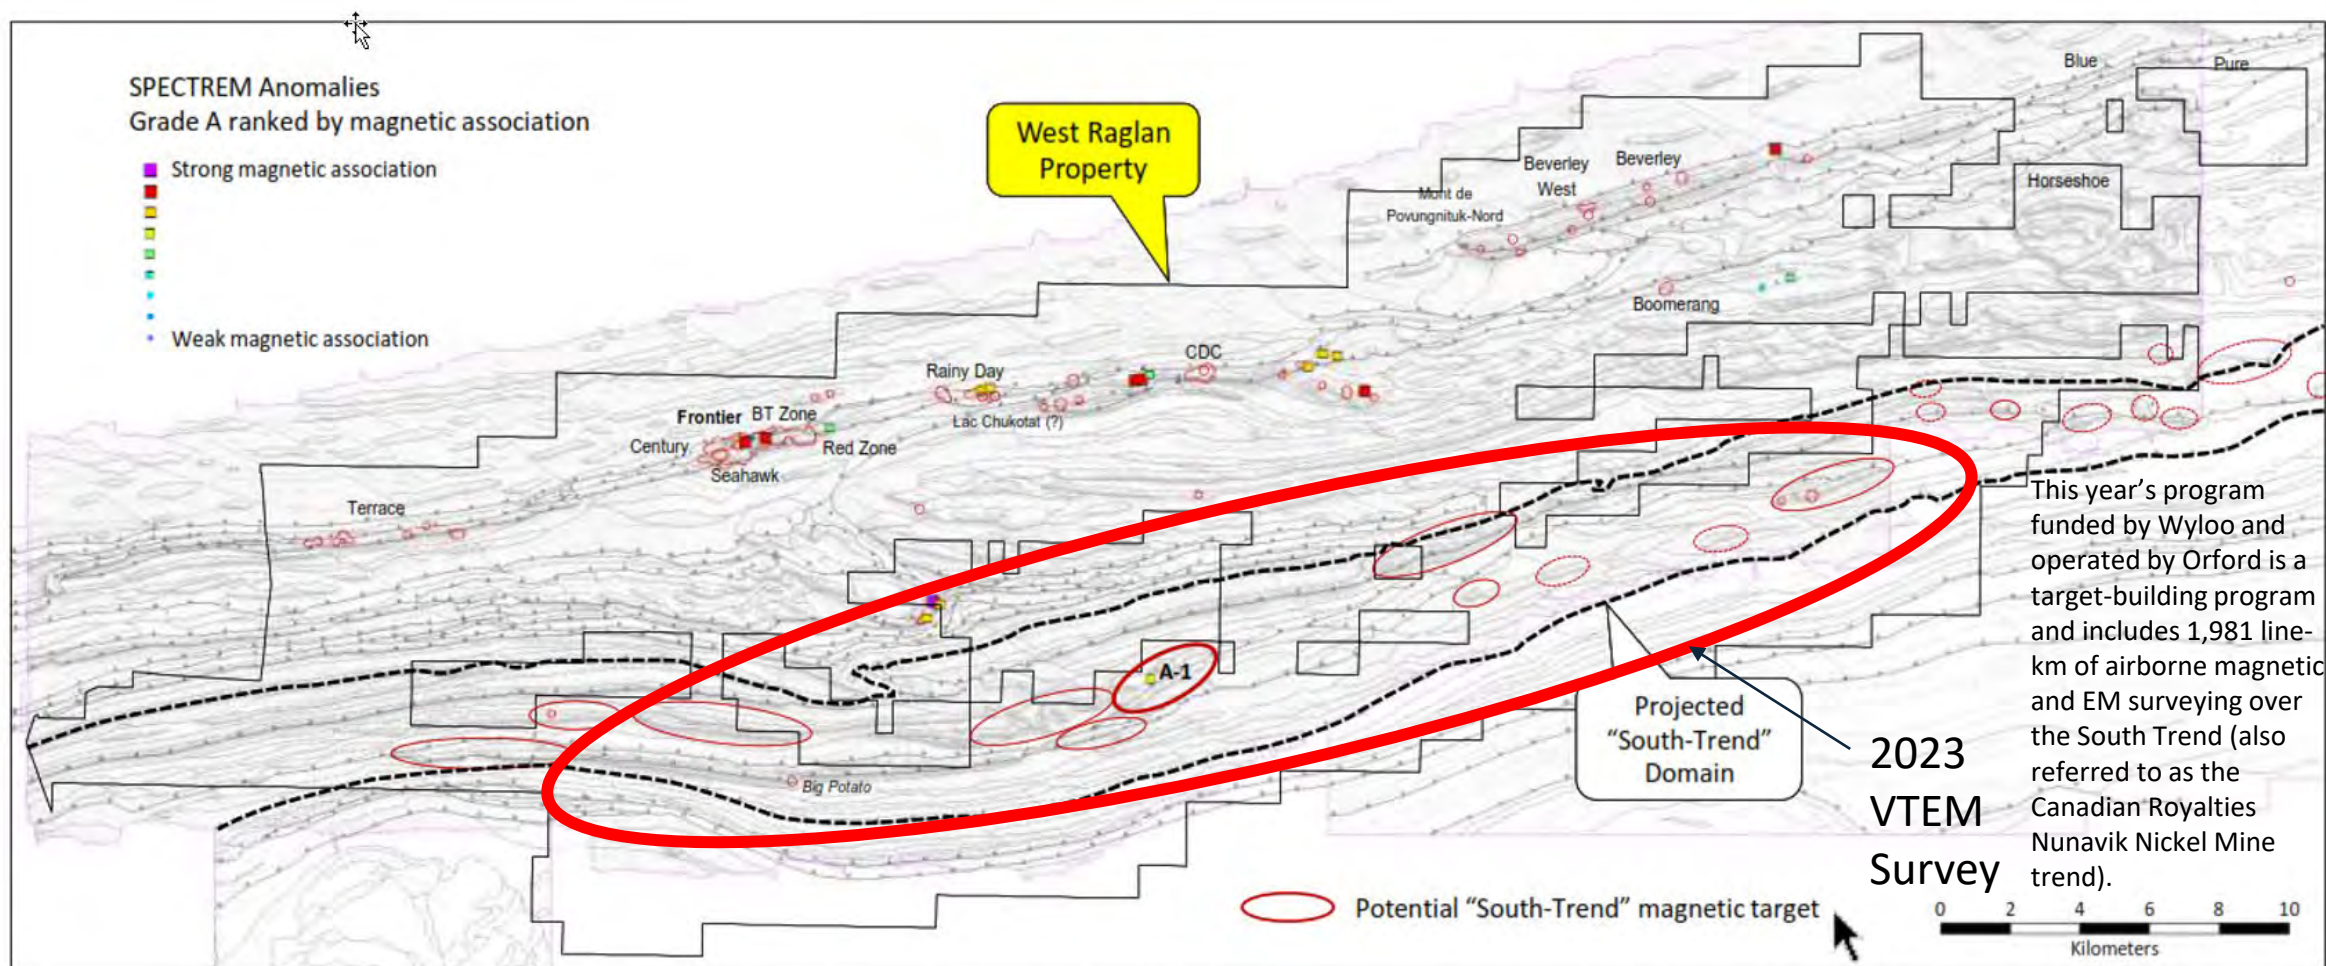 SPECTREM Anomalies
Grade A ranked by magnetic association
Strong magnetic association
Weak magnetic association
West Raglan
Property
Blue
Pure
Beverley
West
Beverley
Mont de
Povungnituk-Nord
Horseshoe
Boomerang
CDC
Rainy Day
Lac Chukotat (?)
Frontier
BT Zone
Century
Red Zone
Seahawk
Terrace
A-1
Big Potato
Projected
“South-Trend”
Domain
2023
VTEM
Survey
This year’s program
funded by Wyloo and
operated by Orford is a
target-building program
and includes 1,981 line-
km of airborne magnetic
and EM surveying over
the South Trend (also
referred to as the
Canadian Royalties
Nunavik Nickel Mine
trend).
Potential “South-Trend” magnetic target
0 2 4 6 8 10
Kilometers